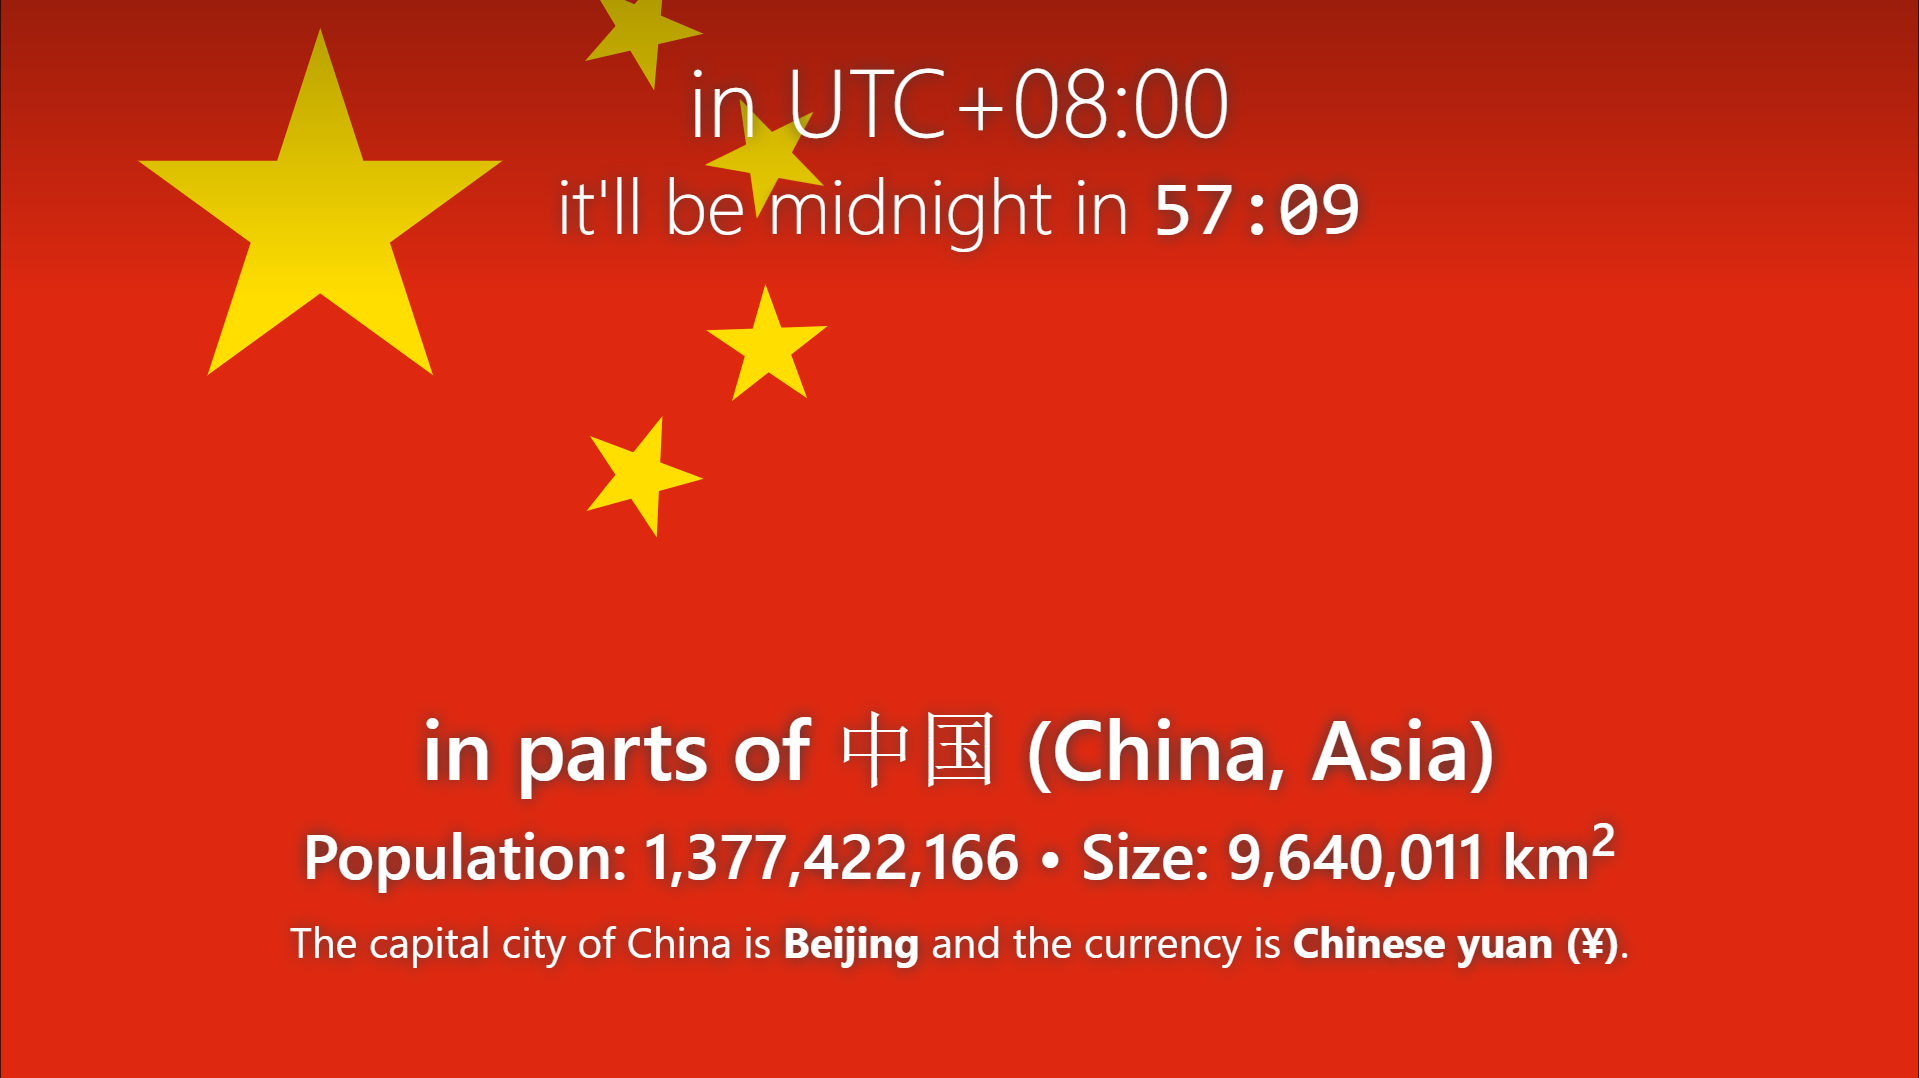 in UTC+08:00
it'll be midnight in 57:09
in parts of 中国 (China, Asia)
Population: 1,377,422,166 • Size: 9,640,011 km²
The capital city of China is Beijing and the currency is Chinese yuan (¥).